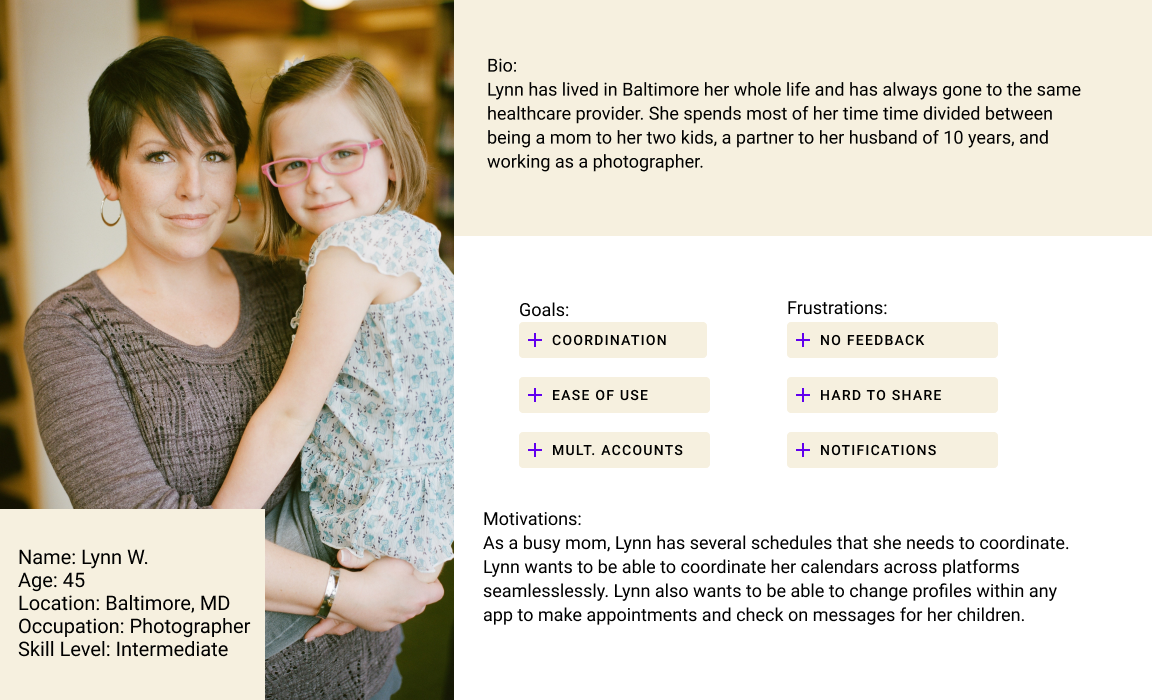 Bio:
Lynn has lived in Baltimore her whole life and has always gone to the same
healthcare provider. She spends most of her time time divided between
being a mom to her two kids, a partner to her husband of 10 years, and
working as a photographer.
Goals:
COORDINATION
EASE OF USE
MULT. ACCOUNTS
Frustrations:
NO FEEDBACK
HARD TO SHARE
NOTIFICATIONS
Motivations:
As a busy mom, Lynn has several schedules that she needs to coordinate.
Lynn wants to be able to coordinate her calendars across platforms
seamlesslessly. Lynn also wants to be able to change profiles within any
app to make appointments and check on messages for her children.
Name: Lynn W.
Age: 45
Location: Baltimore, MD
Occupation: Photographer
Skill Level: Intermediate